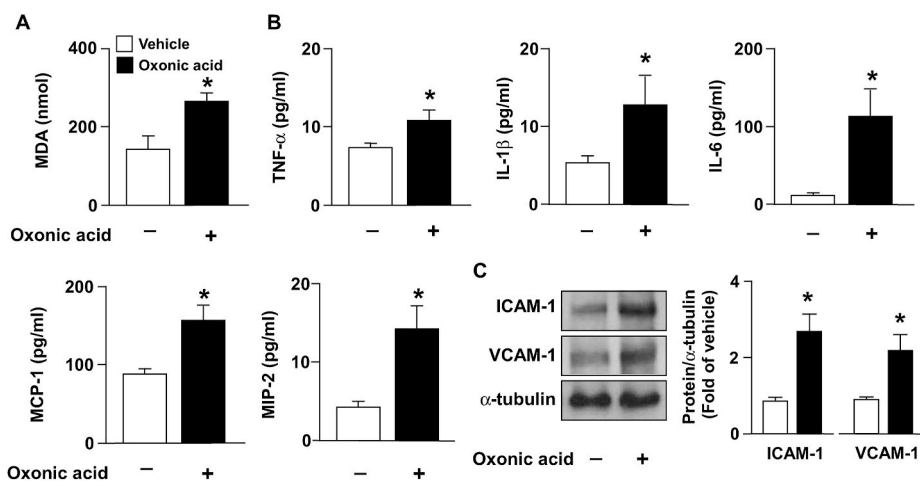 A
Vehicle
Oxonic acid
MDA (nmol)
400
200
0
*
Oxonic acid
–
+
B
TNF-α (pg/ml)
20
10
0
*
–
+
IL-1β (pg/ml)
20
10
0
*
–
+
IL-6 (pg/ml)
200
100
0
*
–
+
MCP-1 (pg/ml)
200
100
0
*
Oxonic acid
–
+
MIP-2 (pg/ml)
20
10
0
*
–
+
C
ICAM-1
VCAM-1
α-tubulin
Oxonic acid
–
+
Protein/α-tubulin
(Fold of vehicle)
4
2
0
*
*
ICAM-1
VCAM-1